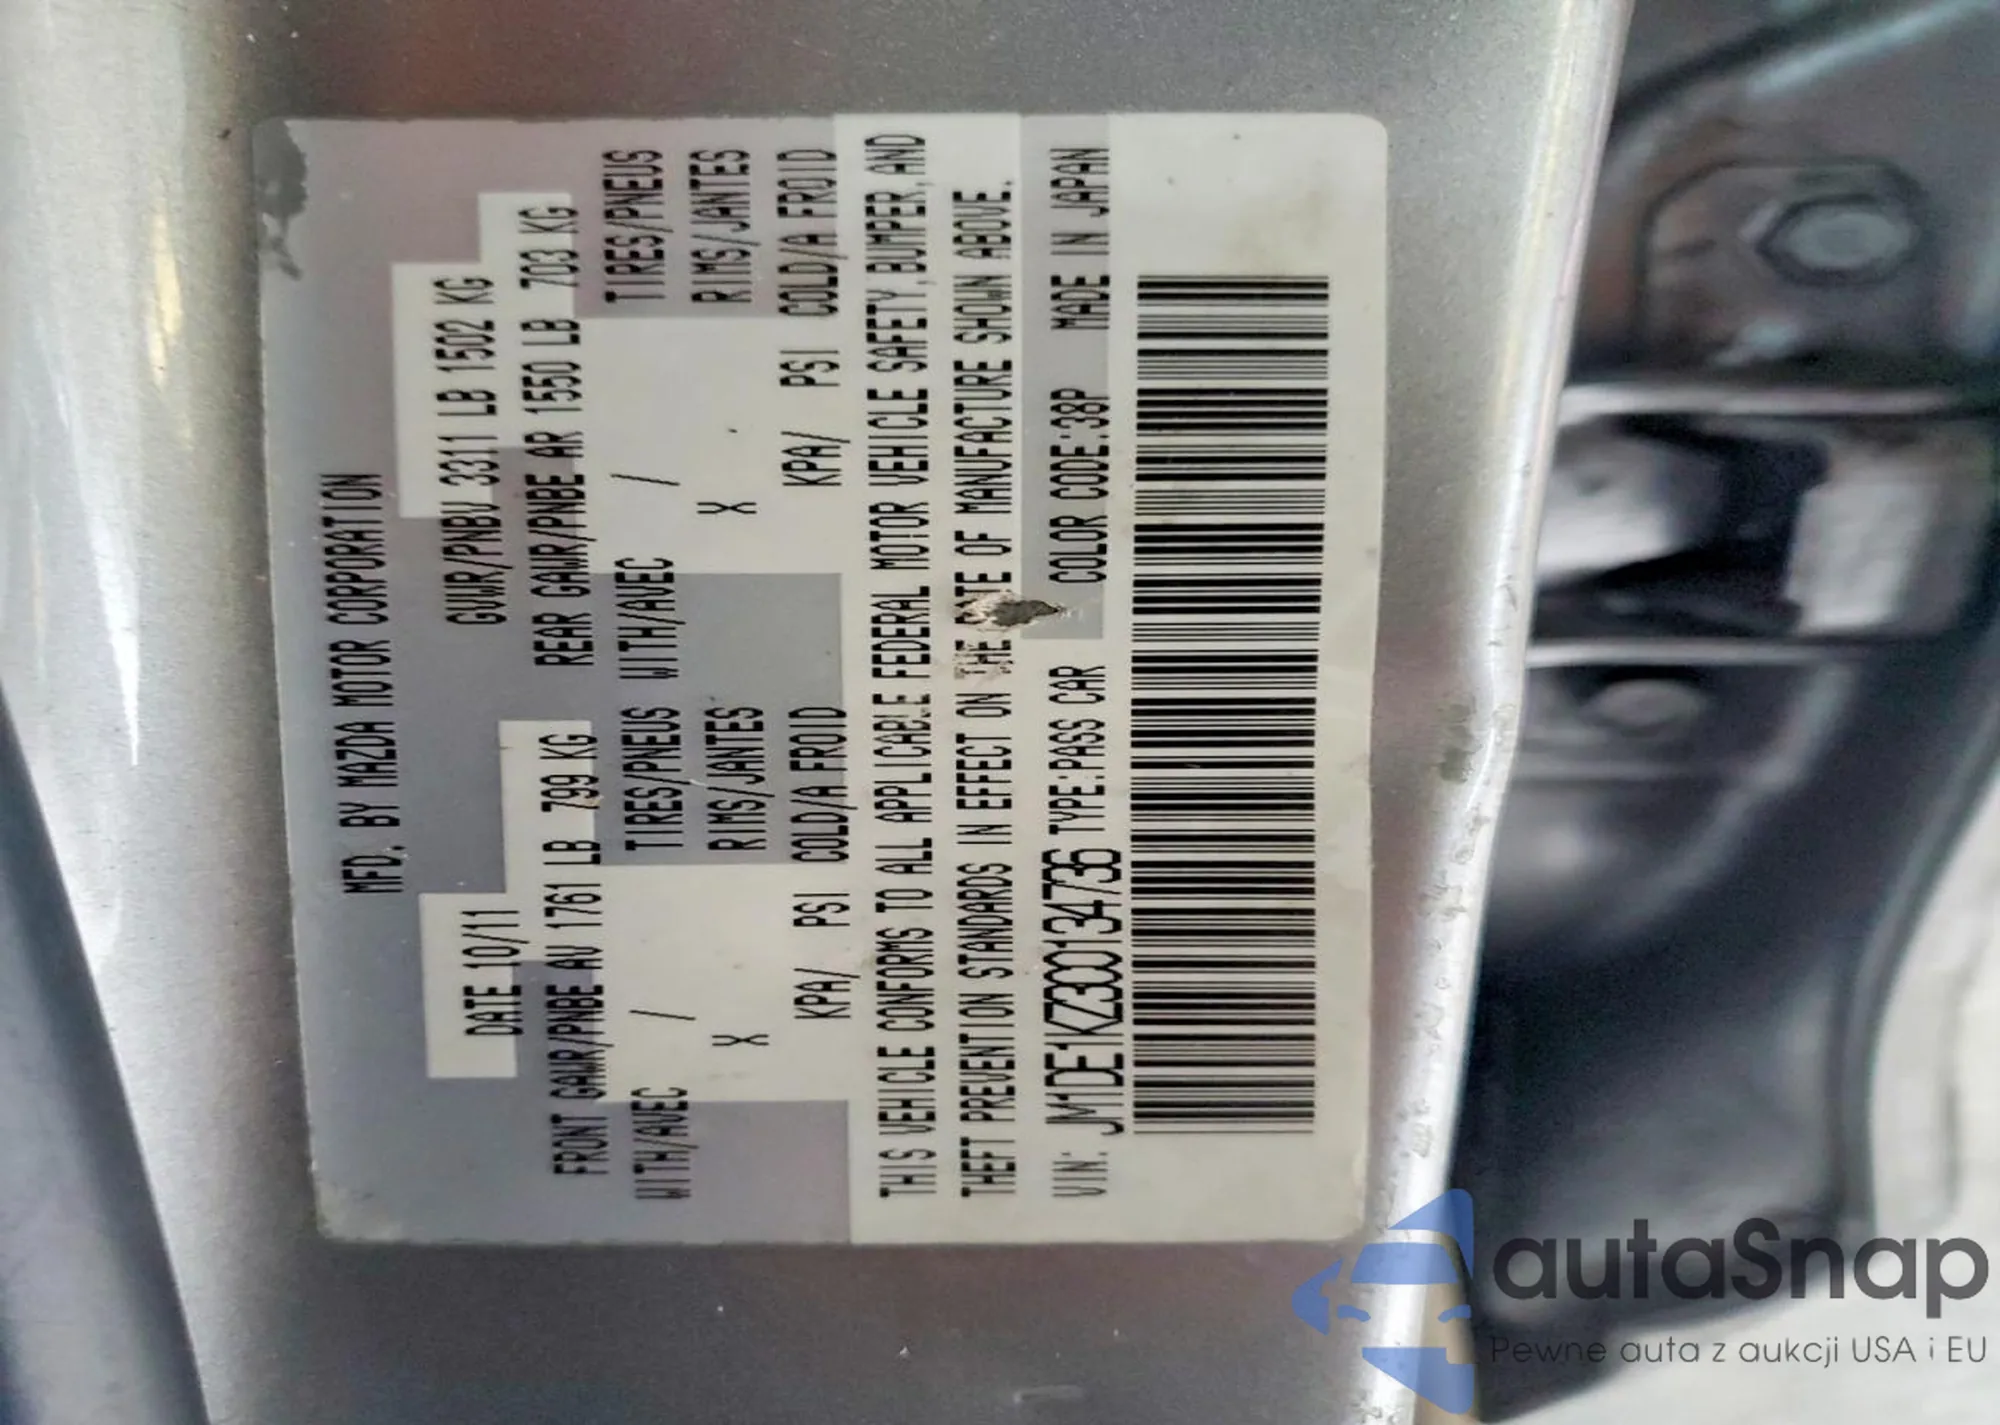 MFD. BY MAZDA MOTOR CORPORATION
DATE 10/11 GVWR/PNBV 3311 LB 1502 KG
FRONT GAWR/PNBE AV 1761 LB 799 KG REAR GAWR/PNBE AR 1550 LB 703 KG
WITH/AVEC / TIRES/PNEUS WITH/AVEC / TIRES/PNEUS
X RIMS/JANTES X RIMS/JANTES
KPA/ PSI COLD/A FROID KPA/ PSI COLD/A FROID
THIS VEHICLE CONFORMS TO ALL APPLICABLE FEDERAL MOTOR VEHICLE SAFETY, BUMPER, AND
THEFT PREVENTION STANDARDS IN EFFECT ON THE DATE OF MANUFACTURE SHOWN ABOVE.
VIN: JM1DE1KZ3C0134736 TYPE:PASS CAR COLOR CODE:38P MADE IN JAPAN
autaSnap
Pewne auta z aukcji USA i EU